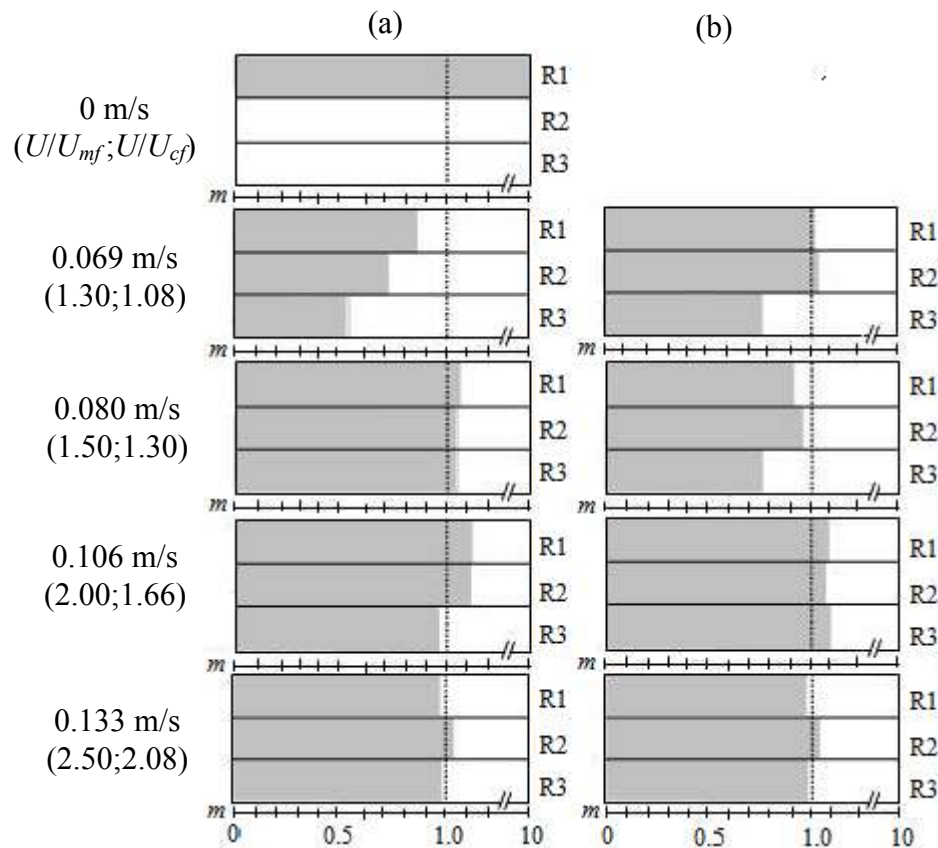 (a) (b)
R1
0 m/s R2
(U/Umf;U/Ucf) R3
m
R1 R1
0.069 m/s R2 R2
(1.30;1.08) R3 R3
m m
R1 R1
0.080 m/s R2 R2
(1.50;1.30) R3 R3
m m
R1 R1
0.106 m/s R2 R2
(2.00;1.66) R3 R3
m m
R1 R1
0.133 m/s R2 R2
(2.50;2.08) R3 R3
m m
0 0.5 1.0 10 0 0.5 1.0 10